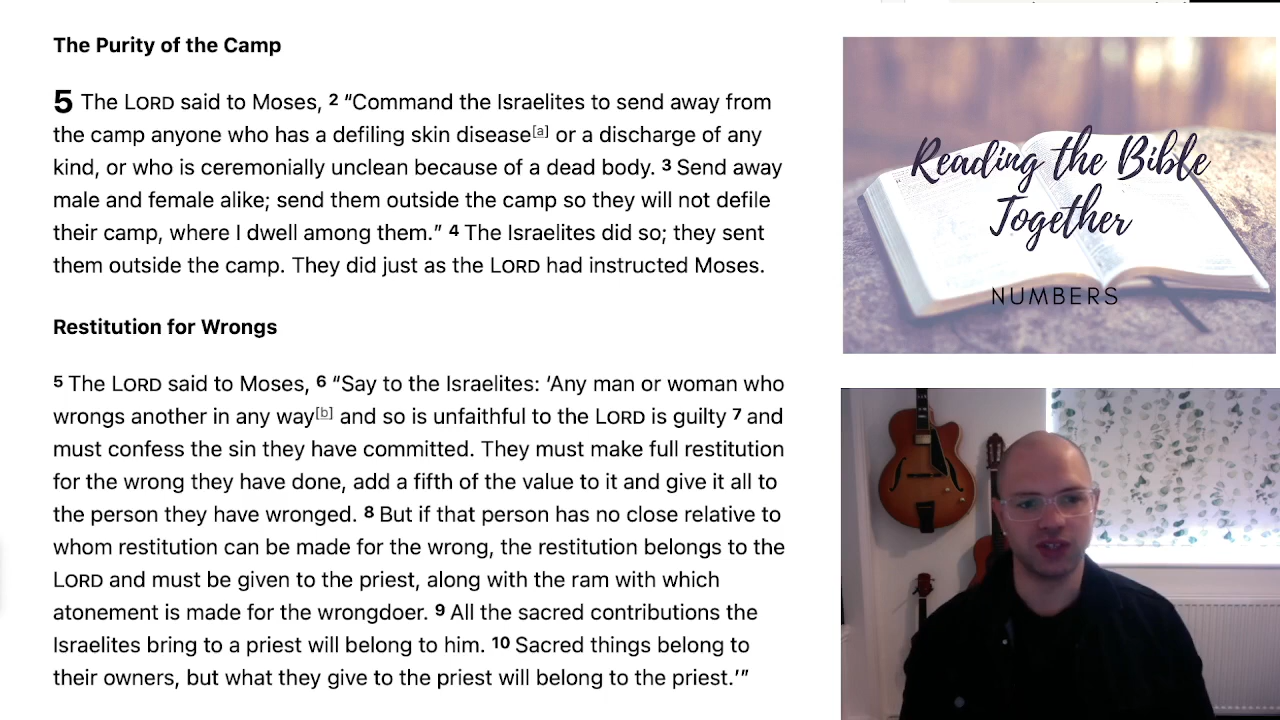 The Purity of the Camp
5 The LORD said to Moses, 2 “Command the Israelites to send away from
the camp anyone who has a defiling skin disease[a] or a discharge of any
kind, or who is ceremonially unclean because of a dead body. 3 Send away
male and female alike; send them outside the camp so they will not defile
their camp, where I dwell among them.” 4 The Israelites did so; they sent
them outside the camp. They did just as the LORD had instructed Moses.
Restitution for Wrongs
5 The LORD said to Moses, 6 “Say to the Israelites: ‘Any man or woman who
wrongs another in any way[b] and so is unfaithful to the LORD is guilty 7 and
must confess the sin they have committed. They must make full restitution
for the wrong they have done, add a fifth of the value to it and give it all to
the person they have wronged. 8 But if that person has no close relative to
whom restitution can be made for the wrong, the restitution belongs to the
LORD and must be given to the priest, along with the ram with which
atonement is made for the wrongdoer. 9 All the sacred contributions the
Israelites bring to a priest will belong to him. 10 Sacred things belong to
their owners, but what they give to the priest will belong to the priest.’”
Reading the Bible
Together
NUMBERS